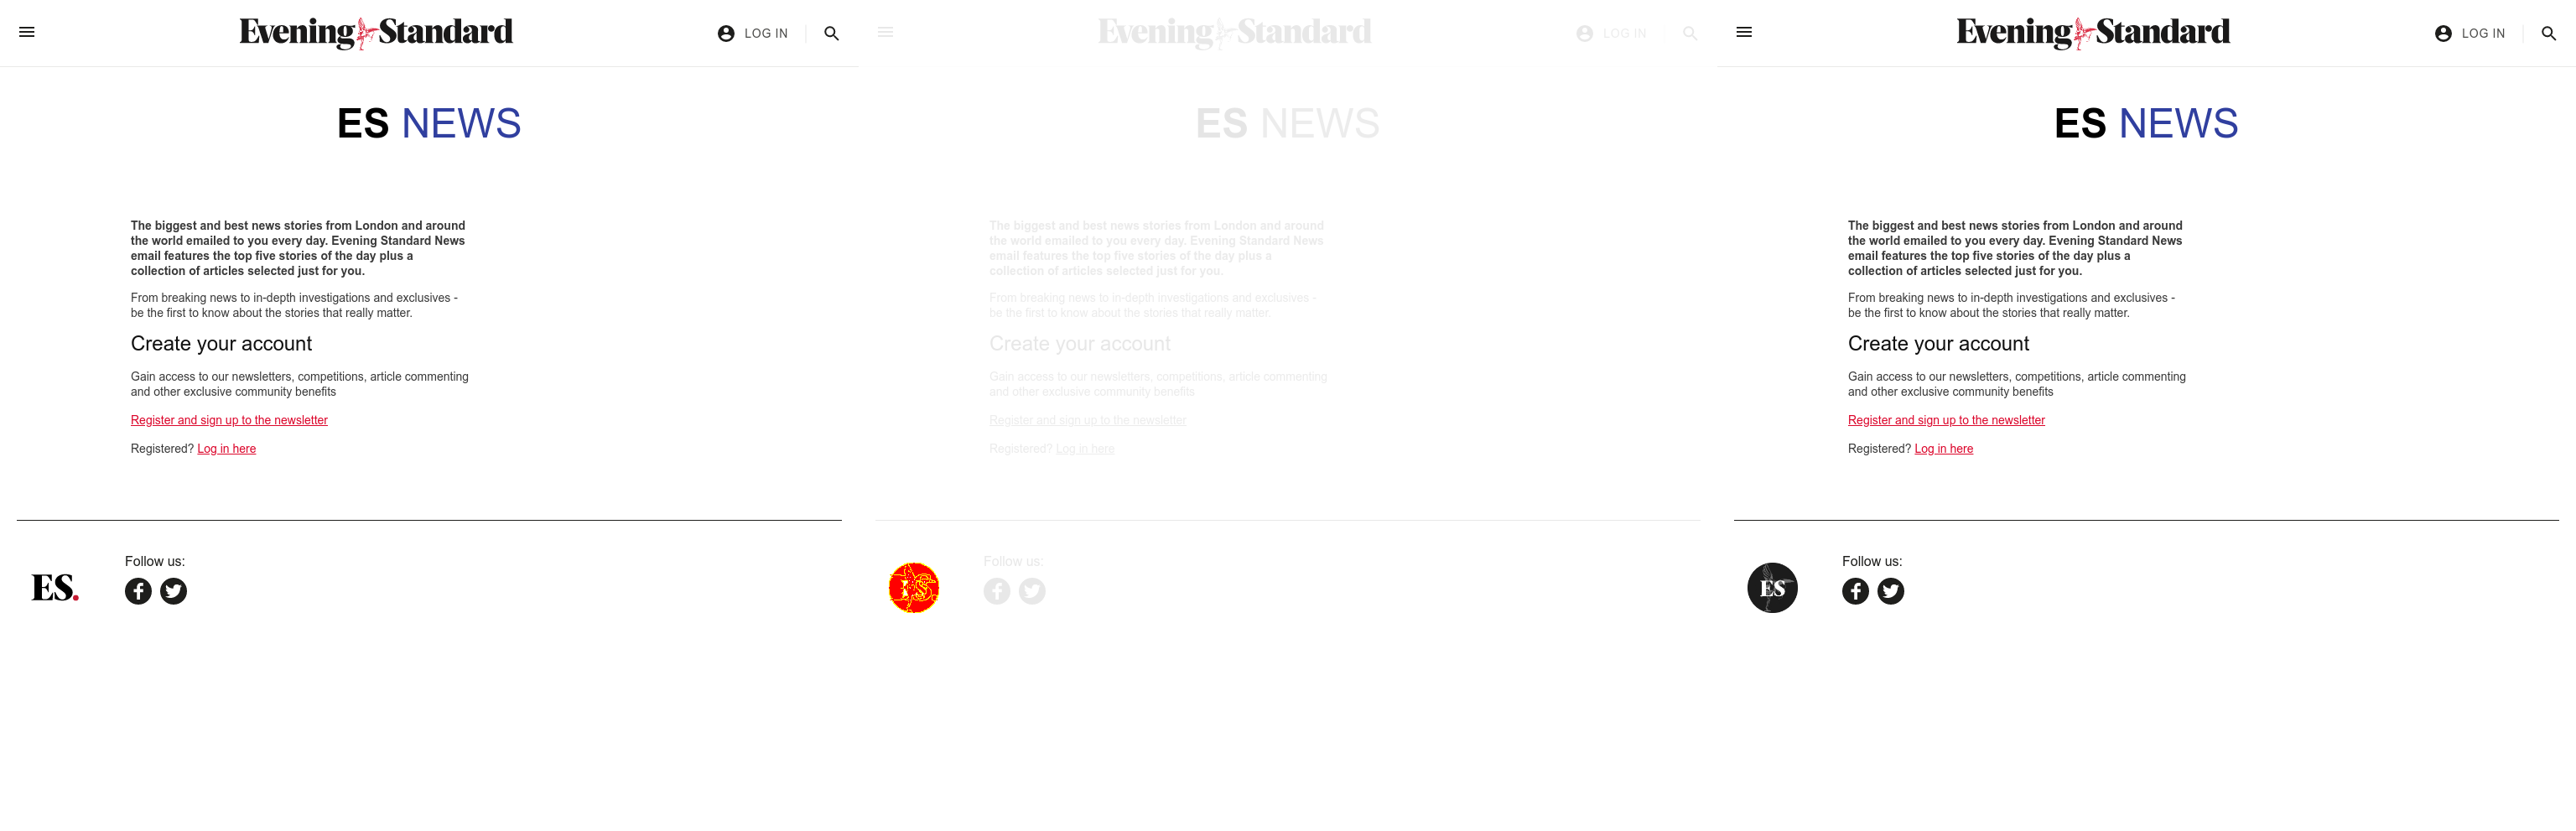 Evening Standard
LOG IN
ES NEWS
The biggest and best news stories from London and around
the world emailed to you every day. Evening Standard News
email features the top five stories of the day plus a
collection of articles selected just for you.
From breaking news to in-depth investigations and exclusives -
be the first to know about the stories that really matter.
Create your account
Gain access to our newsletters, competitions, article commenting
and other exclusive community benefits
Register and sign up to the newsletter
Registered? Log in here
Follow us:
ES.
Evening Standard
LOG IN
ES NEWS
The biggest and best news stories from London and around
the world emailed to you every day. Evening Standard News
email features the top five stories of the day plus a
collection of articles selected just for you.
From breaking news to in-depth investigations and exclusives -
be the first to know about the stories that really matter.
Create your account
Gain access to our newsletters, competitions, article commenting
and other exclusive community benefits
Register and sign up to the newsletter
Registered? Log in here
Follow us:
ES
Evening Standard
LOG IN
ES NEWS
The biggest and best news stories from London and around
the world emailed to you every day. Evening Standard News
email features the top five stories of the day plus a
collection of articles selected just for you.
From breaking news to in-depth investigations and exclusives -
be the first to know about the stories that really matter.
Create your account
Gain access to our newsletters, competitions, article commenting
and other exclusive community benefits
Register and sign up to the newsletter
Registered? Log in here
Follow us:
ES